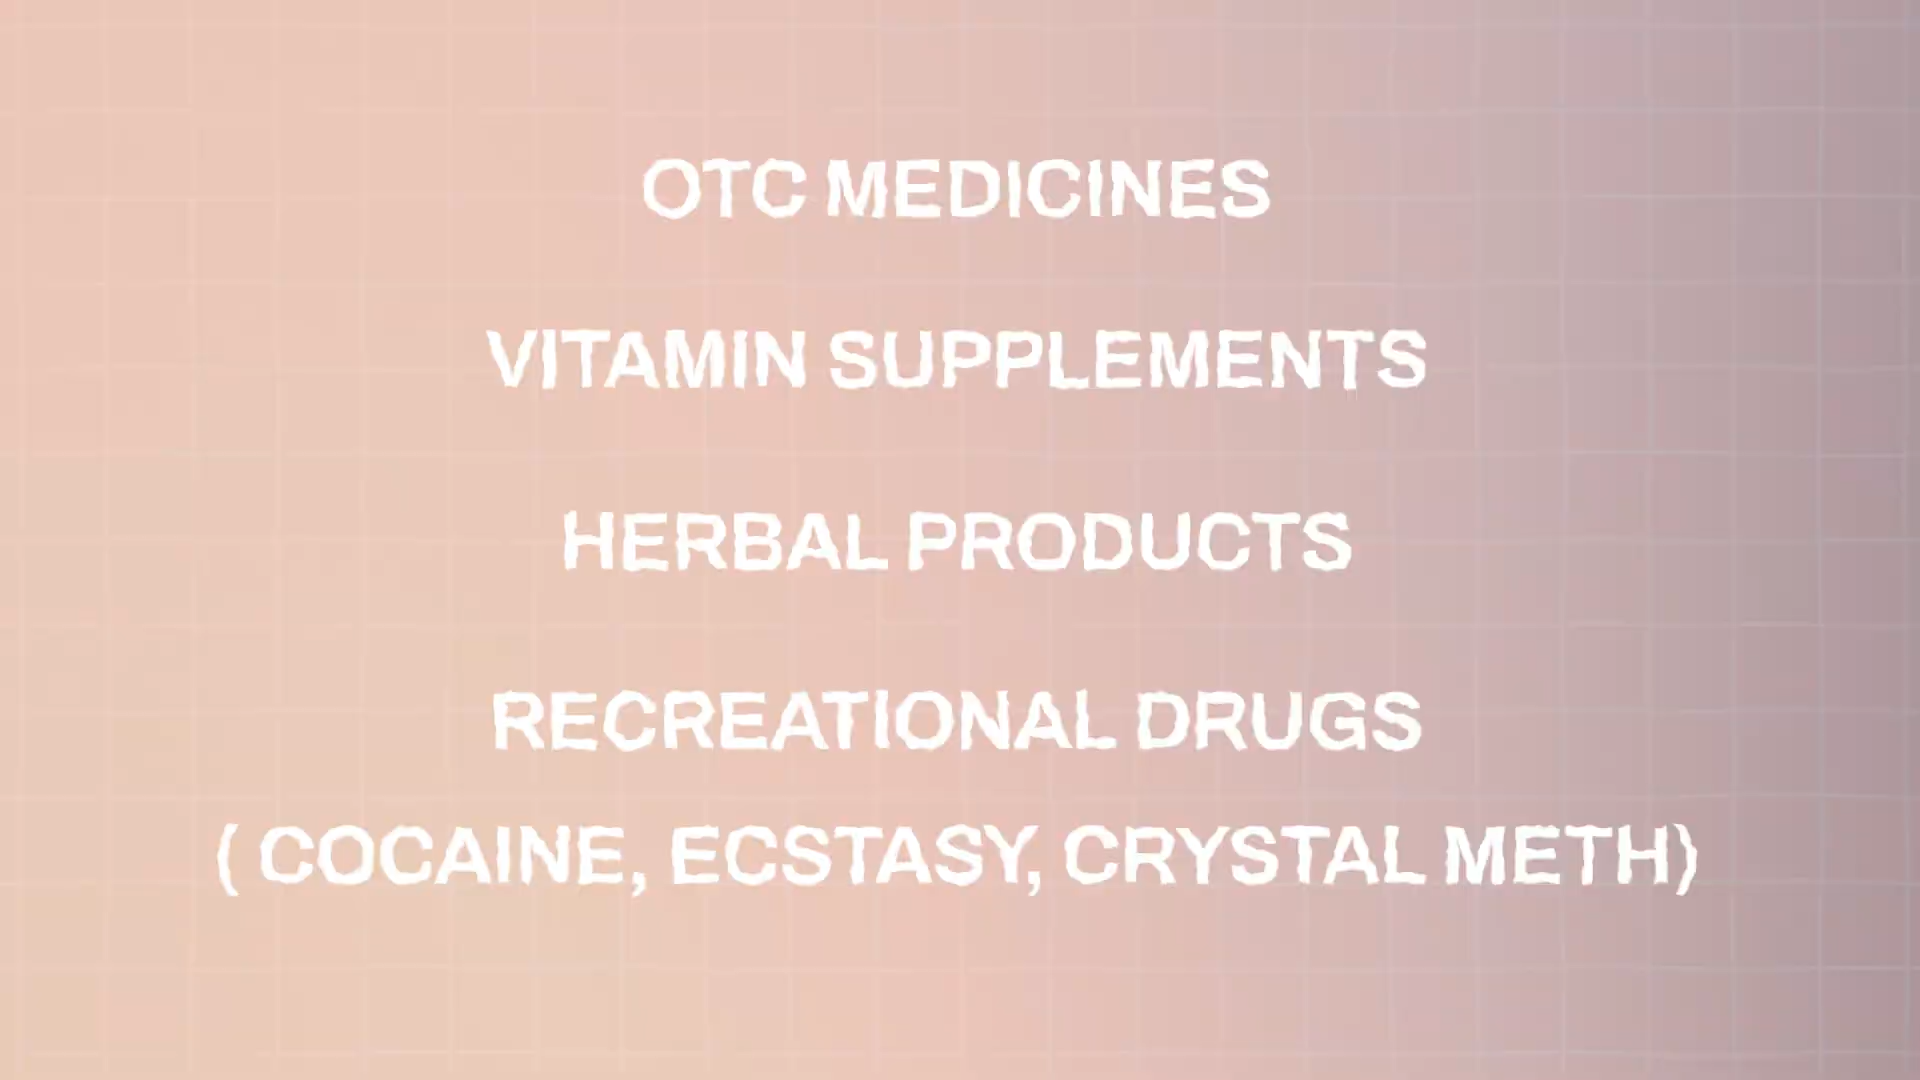 OTC MEDICINES
VITAMIN SUPPLEMENTS
HERBAL PRODUCTS
RECREATIONAL DRUGS
( COCAINE, ECSTASY, CRYSTAL METH)